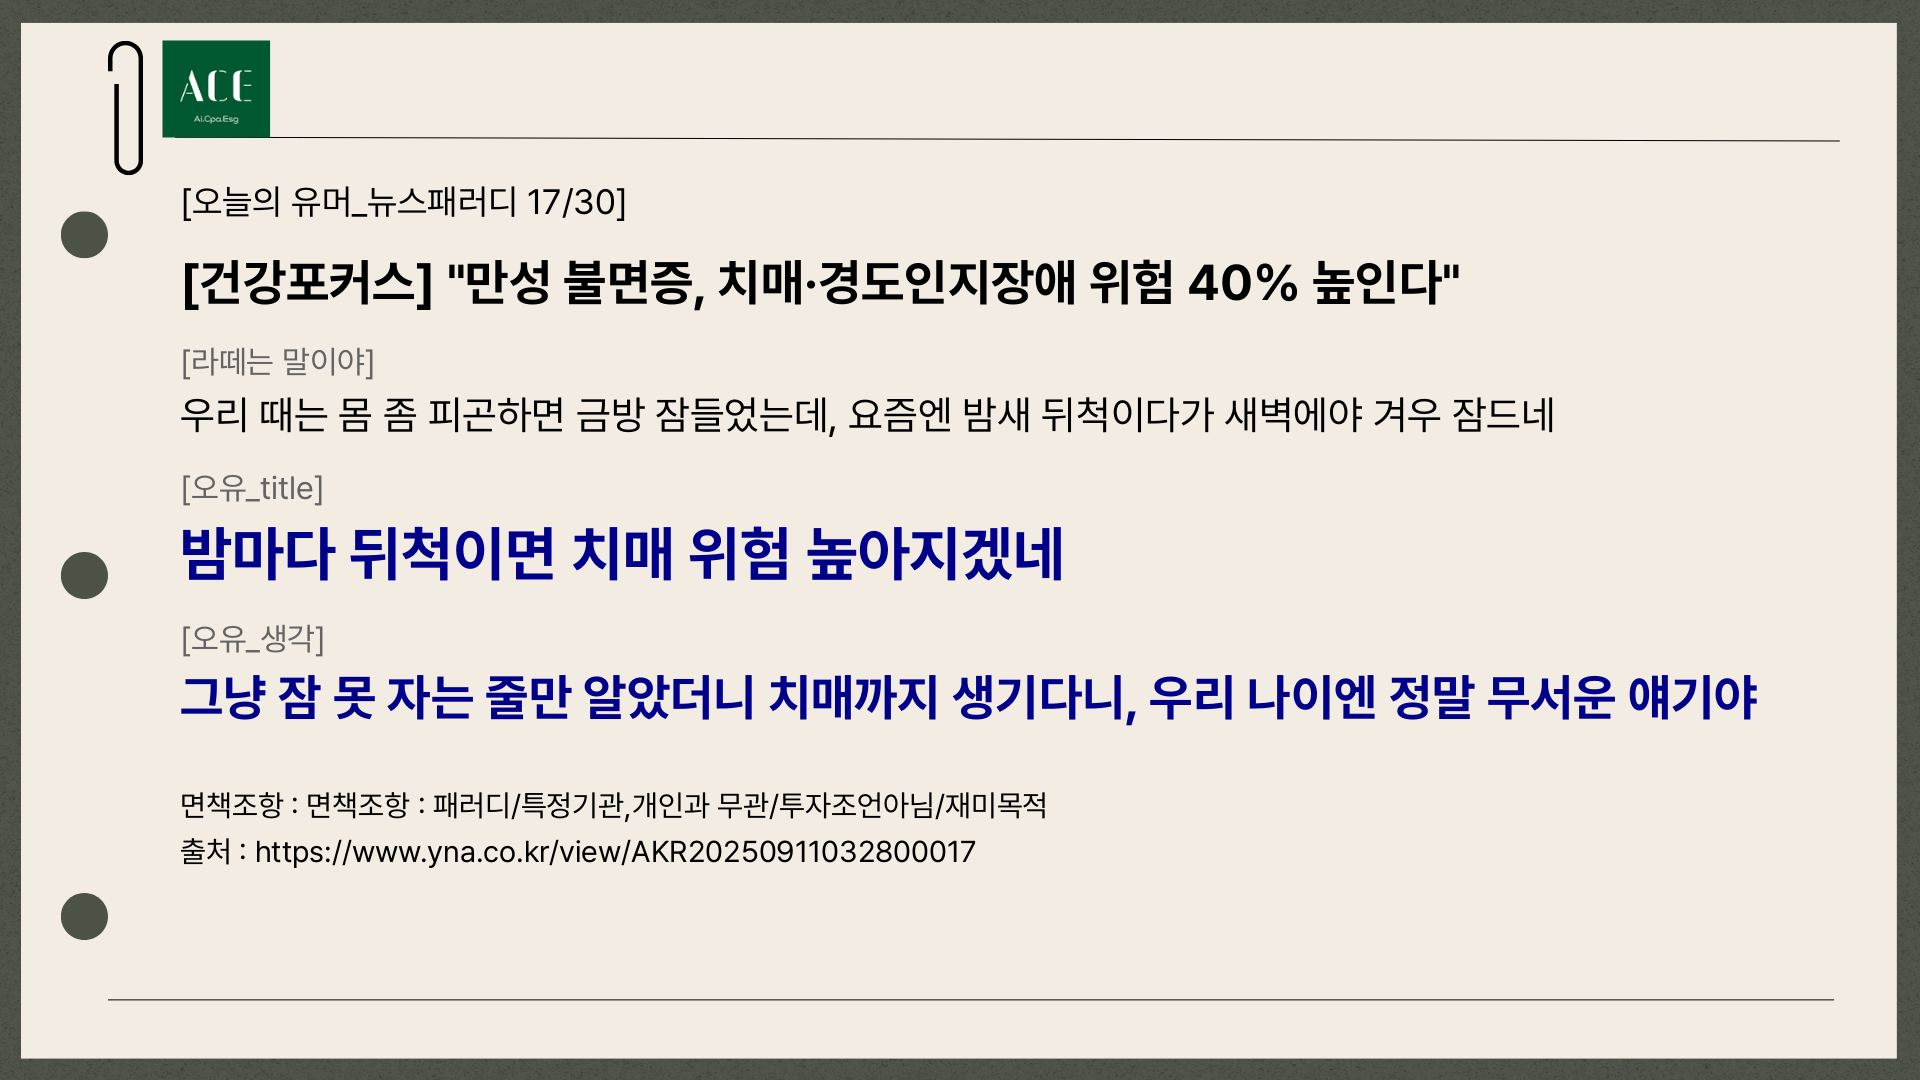 ACE
Ai.Cpa.Esg
[오늘의 유머_뉴스패러디 17/30]
[건강포커스] "만성 불면증, 치매·경도인지장애 위험 40% 높인다"
[라떼는 말이야]
우리 때는 몸 좀 피곤하면 금방 잠들었는데, 요즘엔 밤새 뒤척이다가 새벽에야 겨우 잠드네
[오유_title]
밤마다 뒤척이면 치매 위험 높아지겠네
[오유_생각]
그냥 잠 못 자는 줄만 알았더니 치매까지 생기다니, 우리 나이엔 정말 무서운 얘기야
면책조항 : 면책조항 : 패러디/특정기관,개인과 무관/투자조언아님/재미목적
출처 : https://www.yna.co.kr/view/AKR20250911032800017